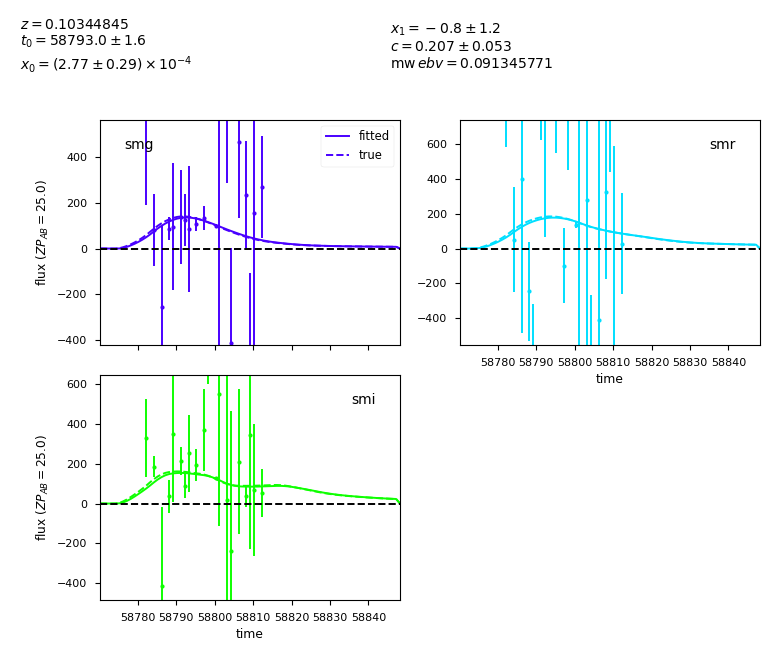 z = 0.10344845
t₀ = 58793.0 ± 1.6
x₀ = (2.77 ± 0.29) × 10⁻⁴
x₁ = −0.8 ± 1.2
c = 0.207 ± 0.053
mw ebv = 0.091345771
smg
fitted
true
400
200
0
−200
−400
flux (ZP_AB = 25.0)
smr
600
400
200
0
−200
−400
58780 58790 58800 58810 58820 58830 58840
time
smi
600
400
200
0
−200
−400
flux (ZP_AB = 25.0)
58780 58790 58800 58810 58820 58830 58840
time